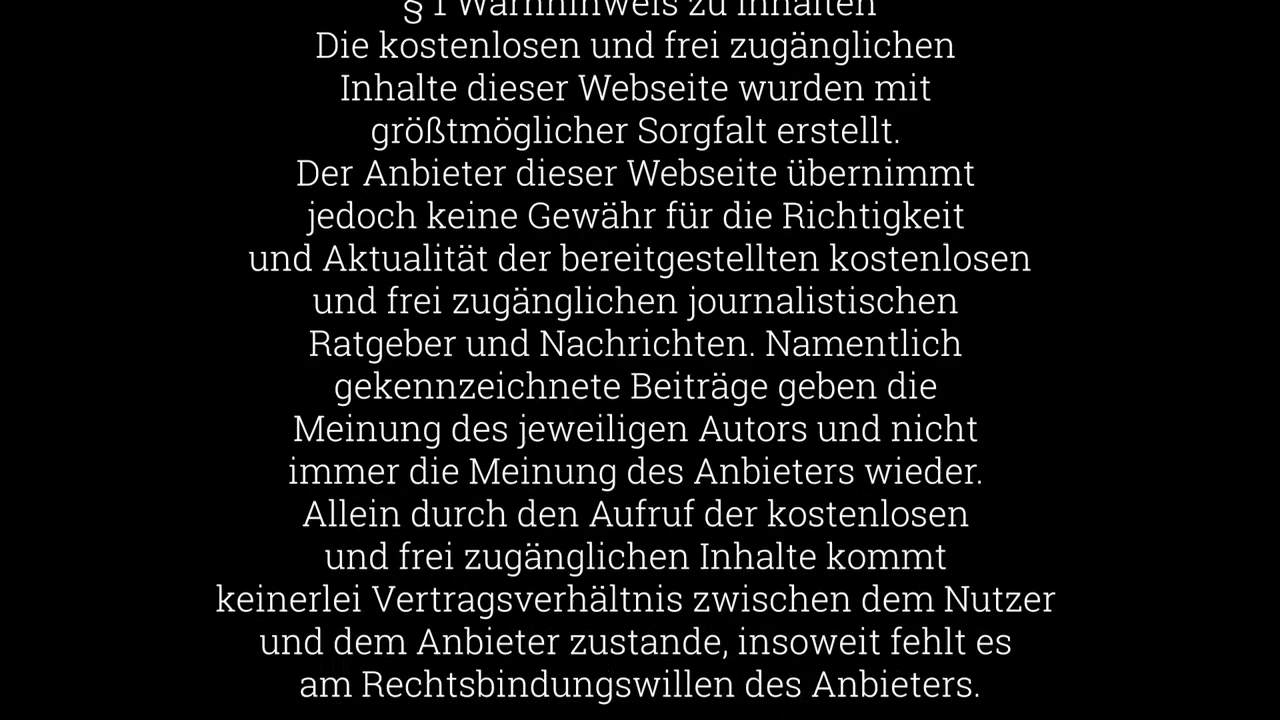 § 1 Warnhinweis zu Inhalten
Die kostenlosen und frei zugänglichen
Inhalte dieser Webseite wurden mit
größtmöglicher Sorgfalt erstellt.
Der Anbieter dieser Webseite übernimmt
jedoch keine Gewähr für die Richtigkeit
und Aktualität der bereitgestellten kostenlosen
und frei zugänglichen journalistischen
Ratgeber und Nachrichten. Namentlich
gekennzeichnete Beiträge geben die
Meinung des jeweiligen Autors und nicht
immer die Meinung des Anbieters wieder.
Allein durch den Aufruf der kostenlosen
und frei zugänglichen Inhalte kommt
keinerlei Vertragsverhältnis zwischen dem Nutzer
und dem Anbieter zustande, insoweit fehlt es
am Rechtsbindungswillen des Anbieters.